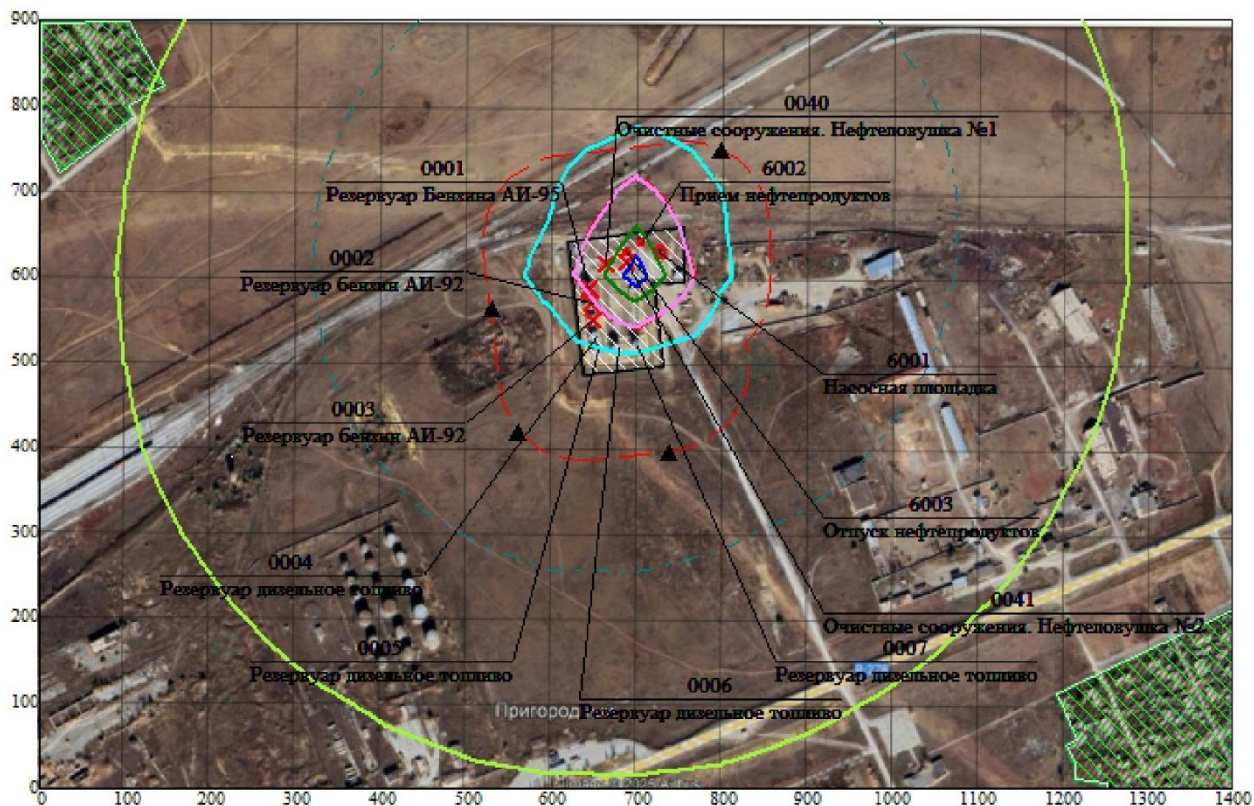 900
800
700
600
500
400
300
200
100
0
0040
Очистные сооружения. Нефтеловушка №1
0001
Резервуар Бензина АИ-95
6002
Прием нефтепродуктов
0002
Резервуар бензин АИ-92
6001
Насосная площадка
0003
Резервуар бензин АИ-92
6003
Отпуск нефтепродуктов
0004
Резервуар дизельное топливо
0041
Очистные сооружения. Нефтеловушка №2
0005
Резервуар дизельное топливо
0007
Резервуар дизельное топливо
0006
Резервуар дизельное топливо
0 100 200 300 400 500 600 700 800 900 1000 1100 1200 1300 1400